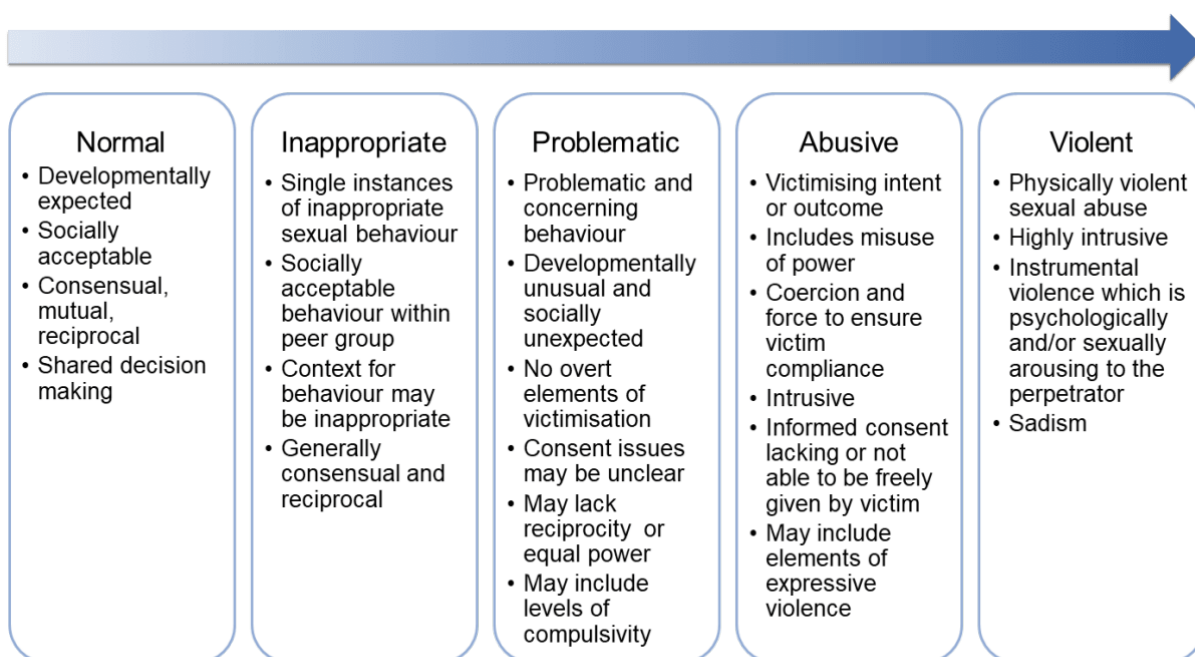 Normal
• Developmentally
expected
• Socially
acceptable
• Consensual,
mutual,
reciprocal
• Shared decision
making
Inappropriate
• Single instances
of inappropriate
sexual behaviour
• Socially
acceptable
behaviour within
peer group
• Context for
behaviour may
be inappropriate
• Generally
consensual and
reciprocal
Problematic
• Problematic and
concerning
behaviour
• Developmentally
unusual and
socially
unexpected
• No overt
elements of
victimisation
• Consent issues
may be unclear
• May lack
reciprocity or
equal power
• May include
levels of
compulsivity
Abusive
• Victimising intent
or outcome
• Includes misuse
of power
• Coercion and
force to ensure
victim
compliance
• Intrusive
• Informed consent
lacking or not
able to be freely
given by victim
• May include
elements of
expressive
violence
Violent
• Physically violent
sexual abuse
• Highly intrusive
• Instrumental
violence which is
psychologically
and/or sexually
arousing to the
perpetrator
• Sadism